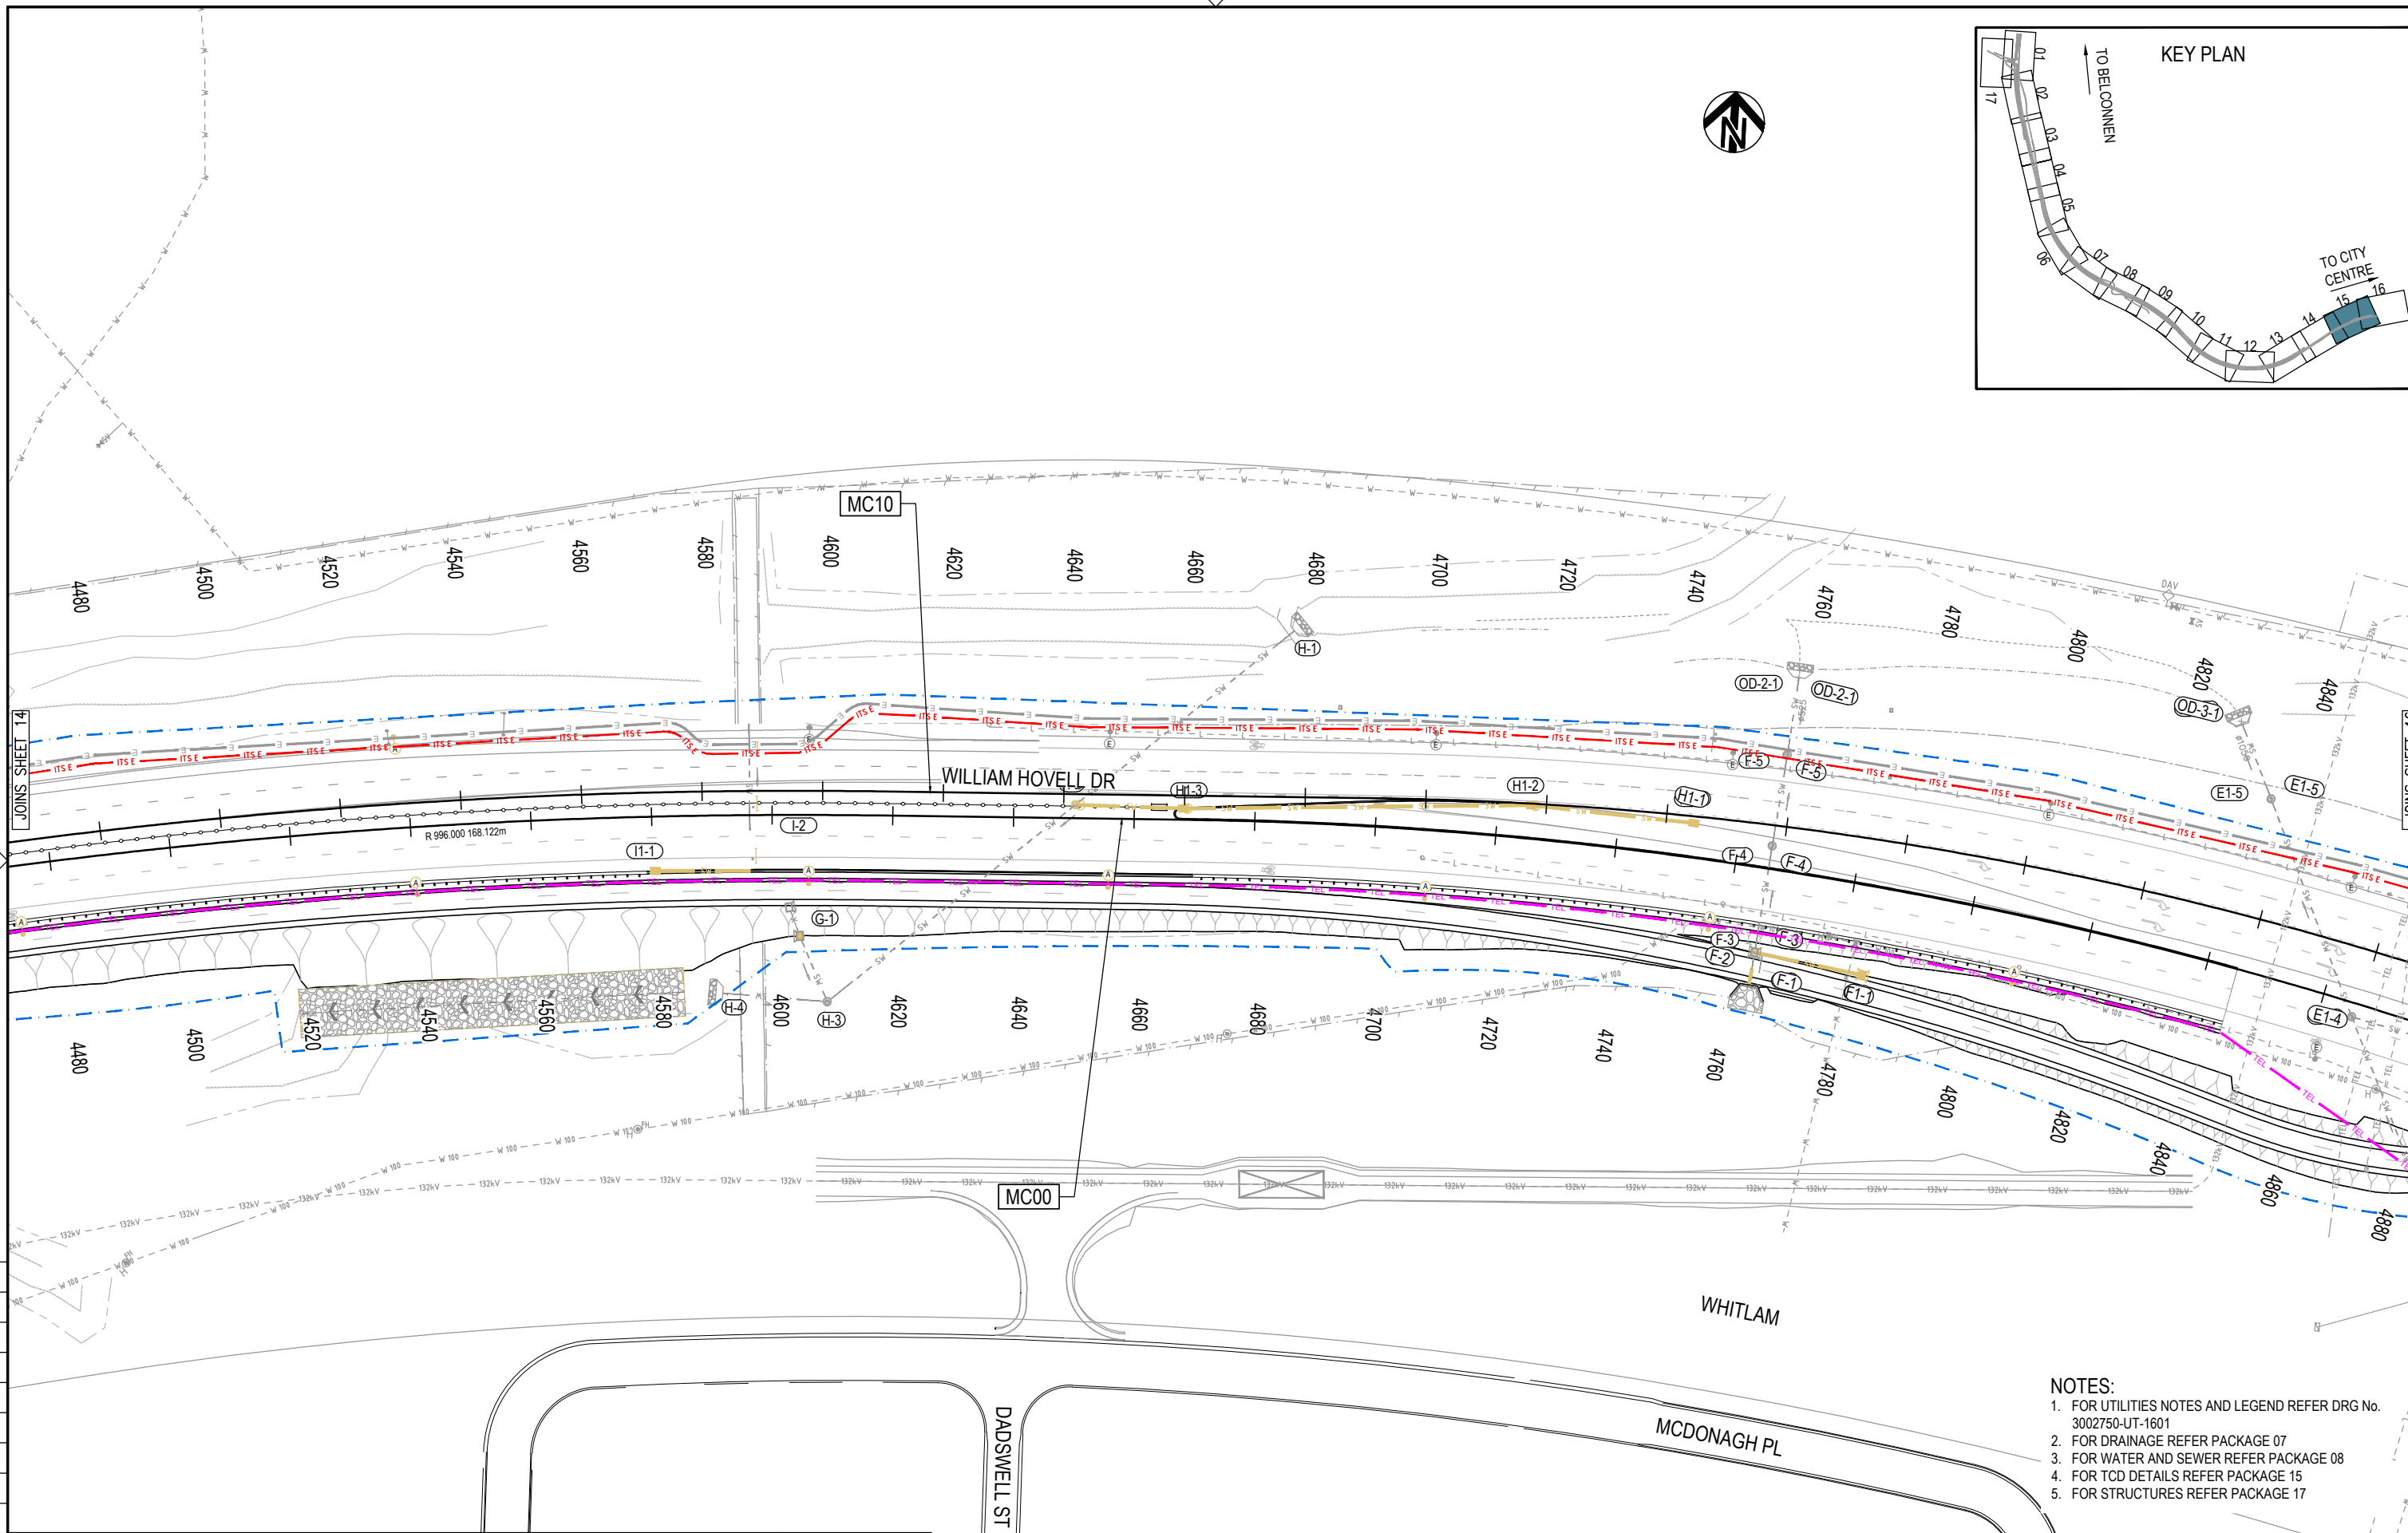 KEY PLAN
TO BELCONNEN
01
02
03
04
05
06
07
08
09
10
11
12
13
14
15
16
17
TO CITY
CENTRE
N
MC10
4480
4500
4520
4540
4560
4580
4600
4620
4640
4660
4680
4700
4720
4740
4760
4780
4800
4820
4840
DAV
SV
H-1
OD-2-1
OD-2-1
OD-3-1
JOINS SHEET 14
WILLIAM HOVELL DR
H1-3
H1-2
H1-1
F-5
F-5
E1-5
E1-5
R 996.000 168.122m
I-2
I1-1
F-4
F-4
G-1
F-3
F-3
F-2
F-1
F1-1
E1-4
H-4
H-3
ITS E
TEL
SW
W 100
132kV
4480
4500
4520
4540
4560
4580
4600
4620
4640
4660
4680
4700
4720
4740
4760
4780
4800
4820
4840
4860
4880
FH
MC00
WHITLAM
DADSWELL ST
MCDONAGH PL
NOTES:
1. FOR UTILITIES NOTES AND LEGEND REFER DRG No.
3002750-UT-1601
2. FOR DRAINAGE REFER PACKAGE 07
3. FOR WATER AND SEWER REFER PACKAGE 08
4. FOR TCD DETAILS REFER PACKAGE 15
5. FOR STRUCTURES REFER PACKAGE 17